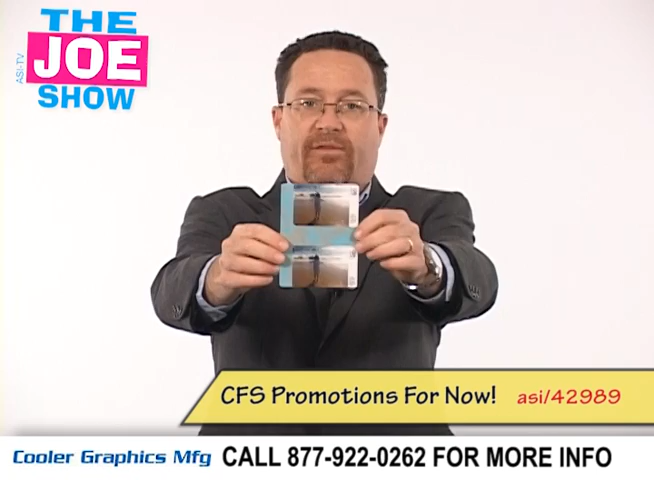 THE
JOE
SHOW
ASI-TV
CFS Promotions For Now! asi/42989
Cooler Graphics Mfg CALL 877-922-0262 FOR MORE INFO